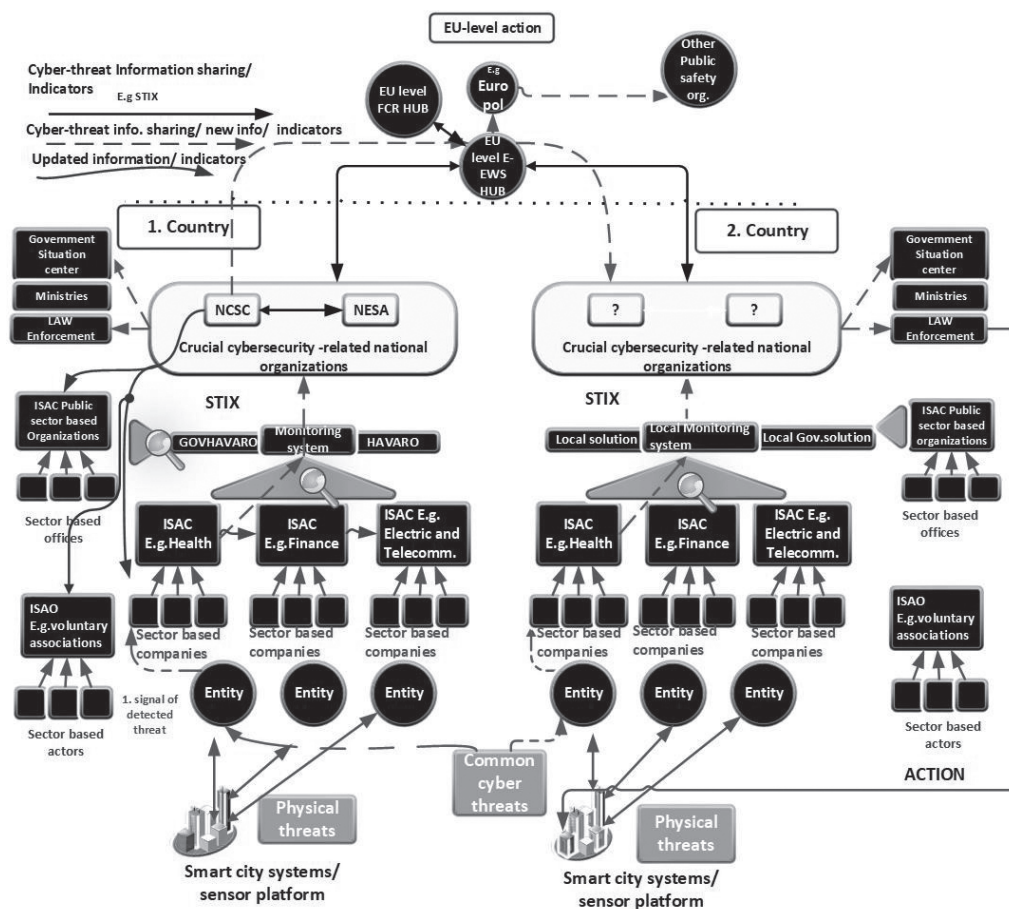 EU-level action
Cyber-threat Information sharing/
Indicators
E.g STIX
Cyber-threat info. sharing/ new info/ indicators
Updated information/ indicators
EU level
FCR HUB
E.g
Euro
pol
Other
Public
safety
org.
EU
level E-
EWS HUB
1. Country
2. Country
Government
Situation
center
Ministries
LAW
Enforcement
NCSC
NESA
Crucial cybersecurity -related national
organizations
?
?
Crucial cybersecurity -related national
organizations
Government
Situation
center
Ministries
LAW
Enforcement
STIX
STIX
ISAC Public
sector based
Organizations
Sector based
offices
GOVHAVARO
Monitoring
system
HAVARO
Local solution
Local Monitoring
system
Local Gov.solution
ISAC Public
sector based
organizations
Sector based
offices
ISAC
E.g.Health
ISAC
E.g.Finance
ISAC E.g.
Electric and
Telecomm.
ISAC
E.g.Health
ISAC
E.g.Finance
ISAC E.g.
Electric and
Telecomm.
Sector based
companies
Sector based
companies
Sector based
companies
Sector based
companies
Sector based
companies
Sector based
companies
ISAO
E.g.voluntary
associations
Sector based
actors
ISAO
E.g.voluntary
associations
Sector based
actors
1. signal of
detected
threat
Entity
Entity
Entity
Entity
Entity
Entity
Common
cyber
threats
ACTION
Physical
threats
Physical
threats
Smart city systems/
sensor platform
Smart city systems/
sensor platform